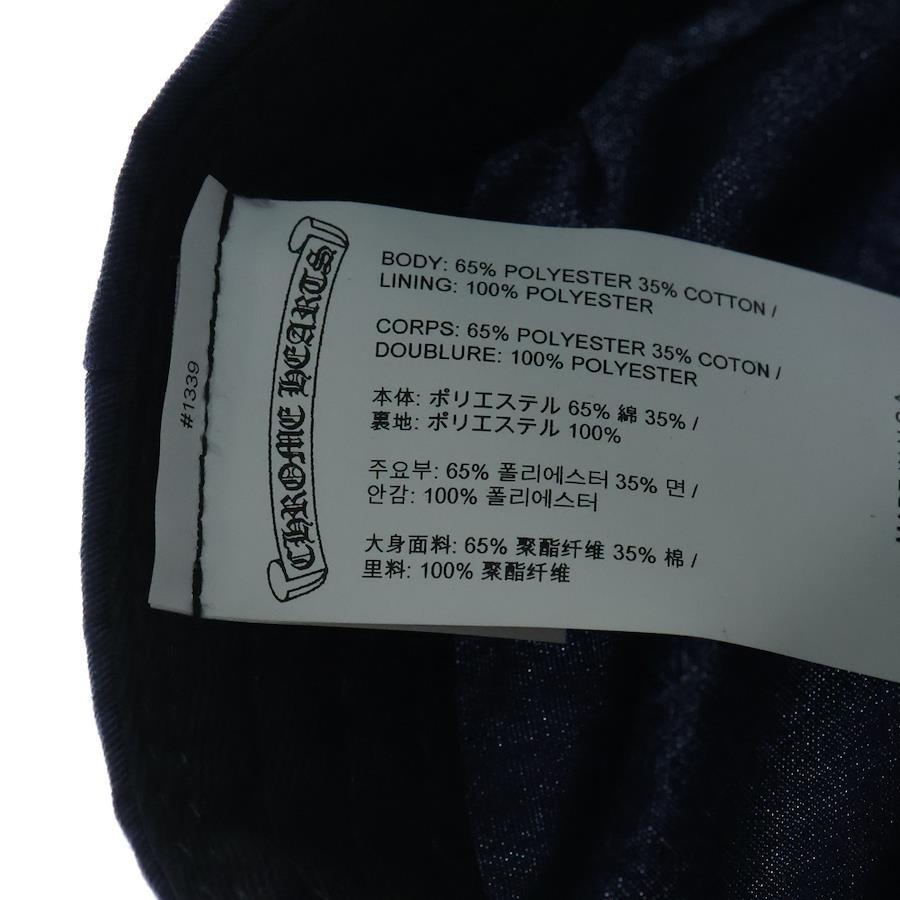 #1339
CHROME HEARTS
BODY: 65% POLYESTER 35% COTTON /
LINING: 100% POLYESTER
CORPS: 65% POLYESTER 35% COTON /
DOUBLURE: 100% POLYESTER
本体: ポリエステル 65% 綿 35% /
裏地: ポリエステル 100%
주요부: 65% 폴리에스터 35% 면 /
안감: 100% 폴리에스터
大身面料: 65% 聚酯纤维 35% 棉 /
里料: 100% 聚酯纤维